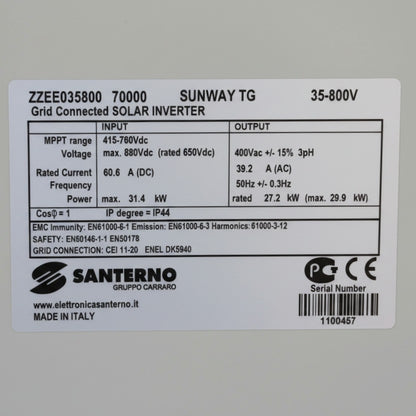 ZZEE035800 70000 SUNWAY TG 35-800V
Grid Connected SOLAR INVERTER
INPUT OUTPUT
MPPT range 415-760Vdc
Voltage max. 880Vdc (rated 650Vdc) 400Vac +/- 15% 3pH
Rated Current 60.6 A (DC) 39.2 A (AC)
Frequency 50Hz +/- 0.3Hz
Power max. 31.4 kW rated 27.2 kW (max 29.9 kW)
Cosϕ = 1 IP degree = IP44
EMC Immunity: EN61000-6-1 Emission: EN61000-6-3 Harmonics: 61000-3-12
SAFETY: EN50146-1-1 EN50178
GRID CONNECTION: CEI 11-20 ENEL DK5940
SANTERNO
GRUPPO CARRARO
www.elettronicasanterno.it
MADE IN ITALY
PG CE
Serial Number
1100457